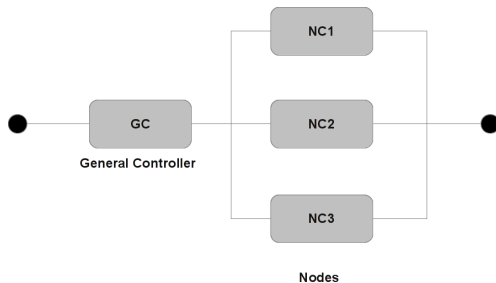 NC1
GC
NC2
General Controller
NC3
Nodes